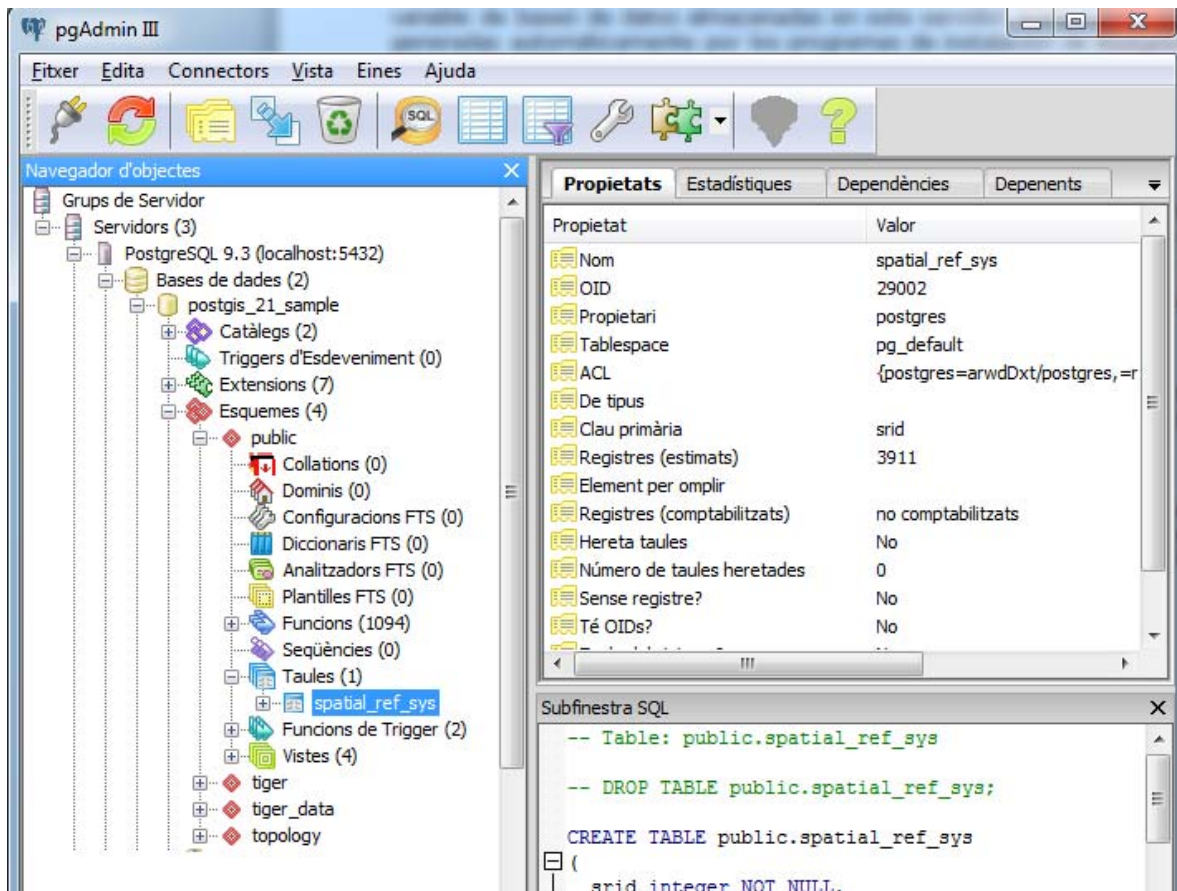 pgAdmin III
Fitxer Edita Connectors Vista Eines Ajuda
SQL
Navegador d'objectes
Grups de Servidor
Servidors (3)
PostgreSQL 9.3 (localhost:5432)
Bases de dades (2)
postgis_21_sample
Catàlegs (2)
Triggers d'Esdeveniment (0)
Extensions (7)
Esquemes (4)
public
Collations (0)
Dominis (0)
Configuracions FTS (0)
Diccionaris FTS (0)
Analitzadors FTS (0)
Plantilles FTS (0)
Funcions (1094)
Seqüències (0)
Taules (1)
spatial_ref_sys
Funcions de Trigger (2)
Vistes (4)
tiger
tiger_data
topology
Propietats Estadístiques Dependències Depenents
Propietat Valor
Nom spatial_ref_sys
OID 29002
Propietari postgres
Tablespace pg_default
ACL {postgres=arwdDxt/postgres,=r
De tipus
Clau primària srid
Registres (estimats) 3911
Element per omplir
Registres (comptabilitzats) no comptabilitzats
Hereta taules No
Número de taules heretades 0
Sense registre? No
Té OIDs? No
Subfinestra SQL
-- Table: public.spatial_ref_sys
-- DROP TABLE public.spatial_ref_sys;
CREATE TABLE public.spatial_ref_sys
(
srid integer NOT NULL,